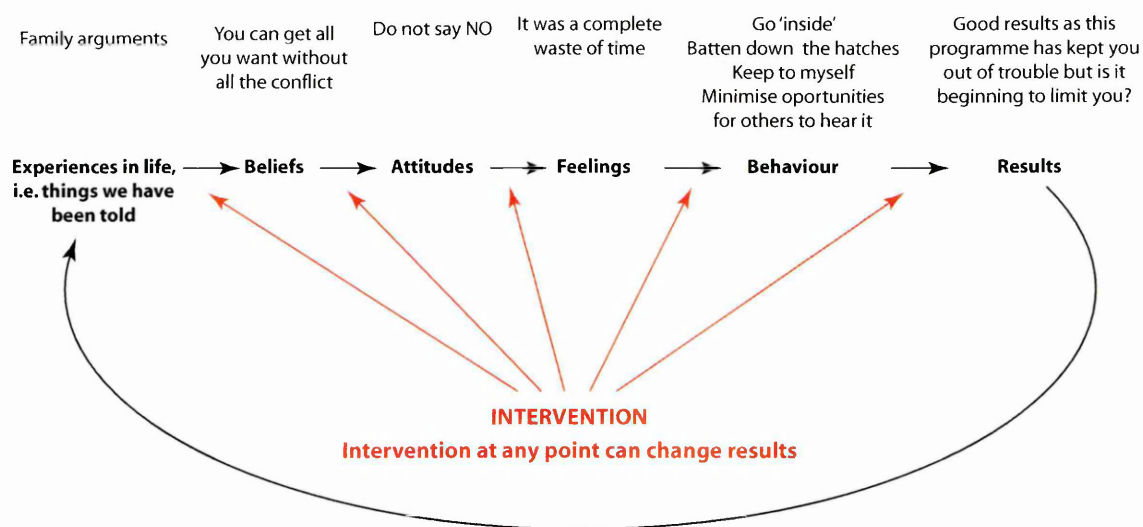 Family arguments
You can get all
you want without
all the conflict
Do not say NO
It was a complete
waste of time
Go 'inside'
Batten down the hatches
Keep to myself
Minimise oportunities
for others to hear it
Good results as this
programme has kept you
out of trouble but is it
beginning to limit you?
Experiences in life,
i.e. things we have
been told
Beliefs
Attitudes
Feelings
Behaviour
Results
INTERVENTION
Intervention at any point can change results